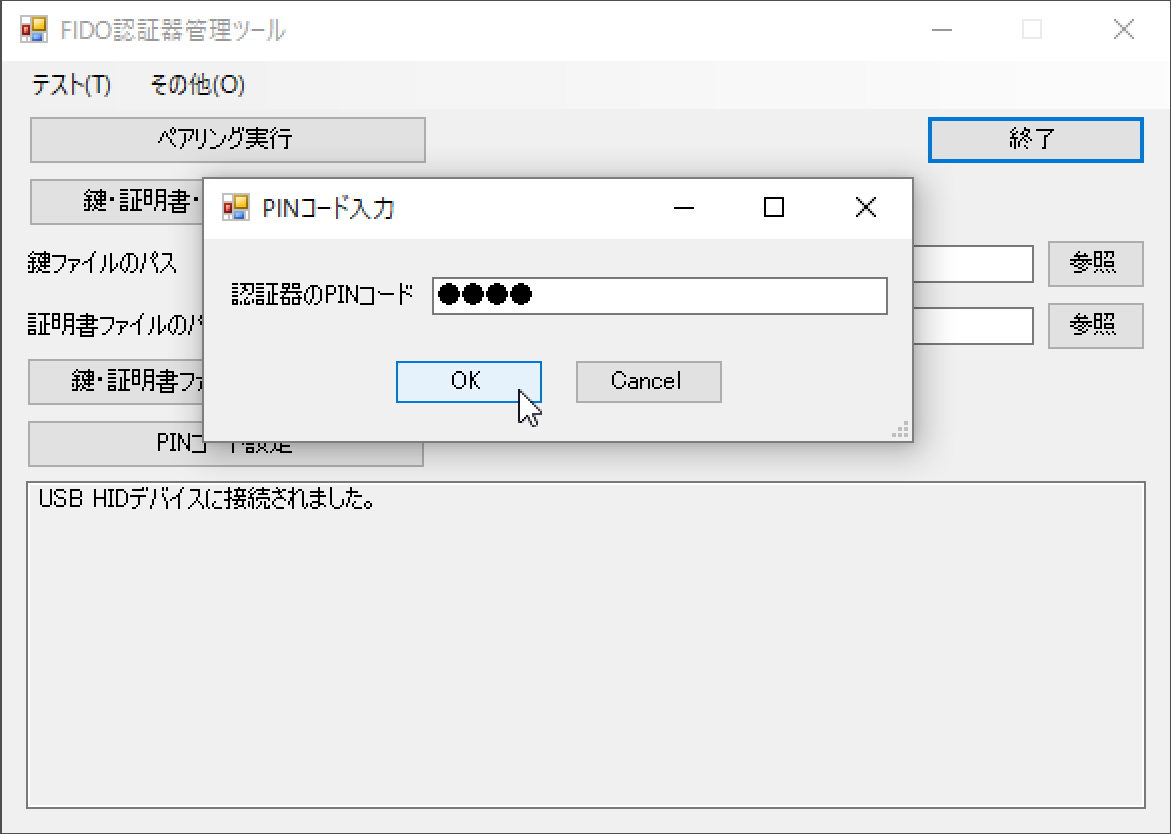 FIDO認証器管理ツール
テスト(T) その他(O)
ペアリング実行
終了
鍵・証明書・
PINコード入力
鍵ファイルのパス
参照
認証器のPINコード ●●●●
証明書ファイルのパ
参照
鍵・証明書ファ
OK Cancel
PINコード設定
USB HIDデバイスに接続されました。